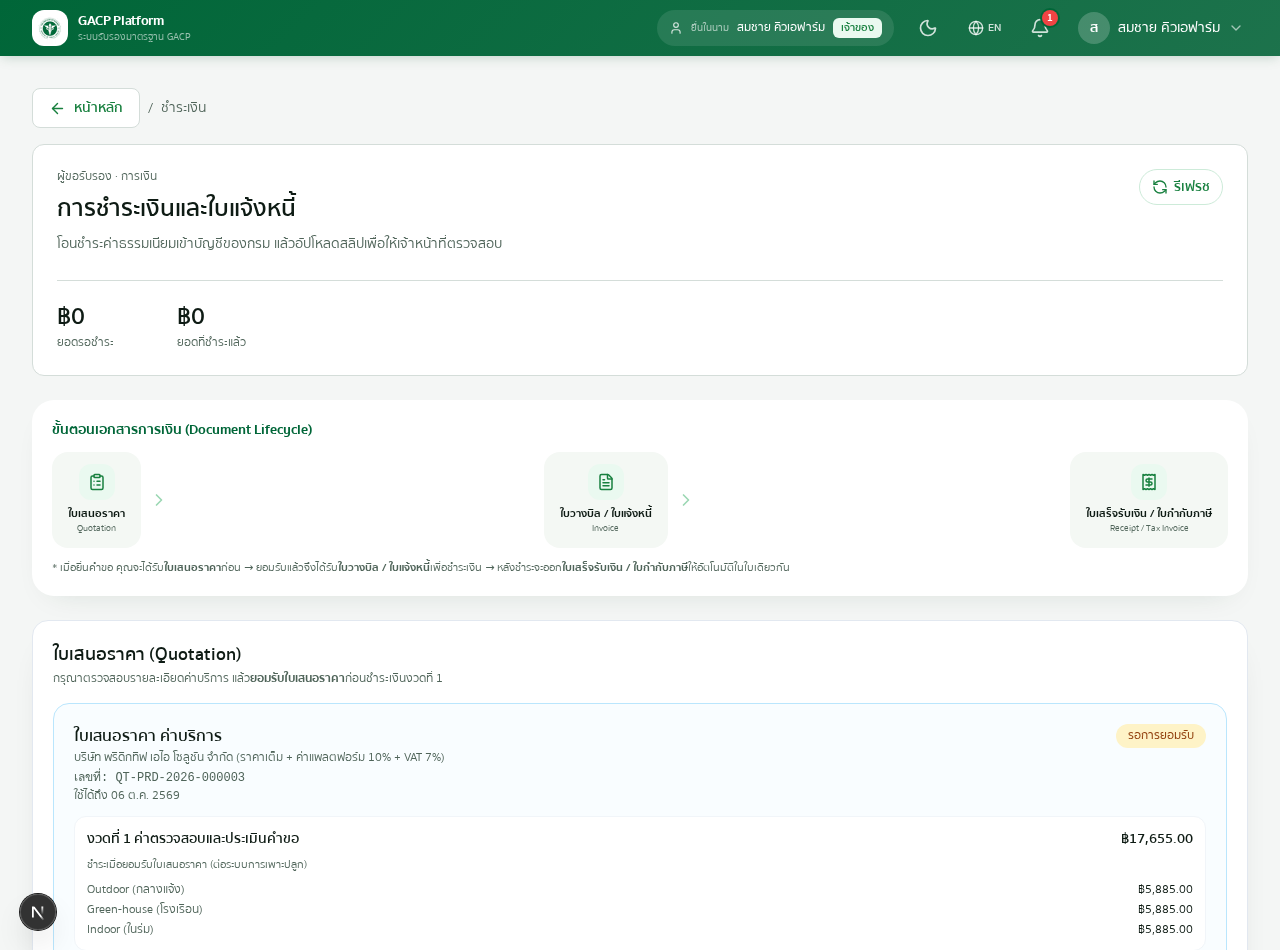 GACP Platform
ระบบรับรองมาตรฐาน GACP
ยื่นในนาม สมชาย คิวเอฟาร์ม เจ้าของ
EN
1
ส สมชาย คิวเอฟาร์ม
หน้าหลัก / ชำระเงิน
ผู้ขอรับรอง · การเงิน
การชำระเงินและใบแจ้งหนี้
รีเฟรช
โอนชำระค่าธรรมเนียมเข้าบัญชีของกรม แล้วอัปโหลดสลิปเพื่อให้เจ้าหน้าที่ตรวจสอบ
฿0 ฿0
ยอดรอชำระ ยอดที่ชำระแล้ว
ขั้นตอนเอกสารการเงิน (Document Lifecycle)
ใบเสนอราคา ใบวางบิล / ใบแจ้งหนี้ ใบเสร็จรับเงิน / ใบกำกับภาษี
Quotation Invoice Receipt / Tax Invoice
* เมื่อยื่นคำขอ คุณจะได้รับใบเสนอราคาก่อน → ยอมรับแล้วจึงได้รับใบวางบิล / ใบแจ้งหนี้เพื่อชำระเงิน → หลังชำระจะออกใบเสร็จรับเงิน / ใบกำกับภาษีให้อัตโนมัติในใบเดียวกัน
ใบเสนอราคา (Quotation)
กรุณาตรวจสอบรายละเอียดค่าบริการ แล้วยอมรับใบเสนอราคาก่อนชำระเงินงวดที่ 1
ใบเสนอราคา ค่าบริการ
รอการยอมรับ
บริษัท พรีดิกทิฟ เอไอ โซลูชัน จำกัด (ราคาเต็ม + ค่าแพลตฟอร์ม 10% + VAT 7%)
เลขที่: QT-PRD-2026-000003
ใช้ได้ถึง 06 ต.ค. 2569
งวดที่ 1 ค่าตรวจสอบและประเมินคำขอ ฿17,655.00
ชำระเมื่อยอมรับใบเสนอราคา (ต่อระบบการเพาะปลูก)
Outdoor (กลางแจ้ง) ฿5,885.00
Green-house (โรงเรือน) ฿5,885.00
Indoor (ในร่ม) ฿5,885.00
N